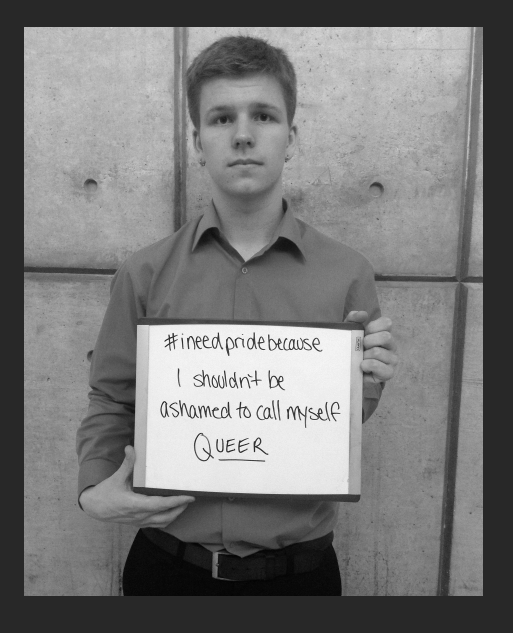 #ineedpridebecause
I shouldn't be
ashamed to call myself
QUEER